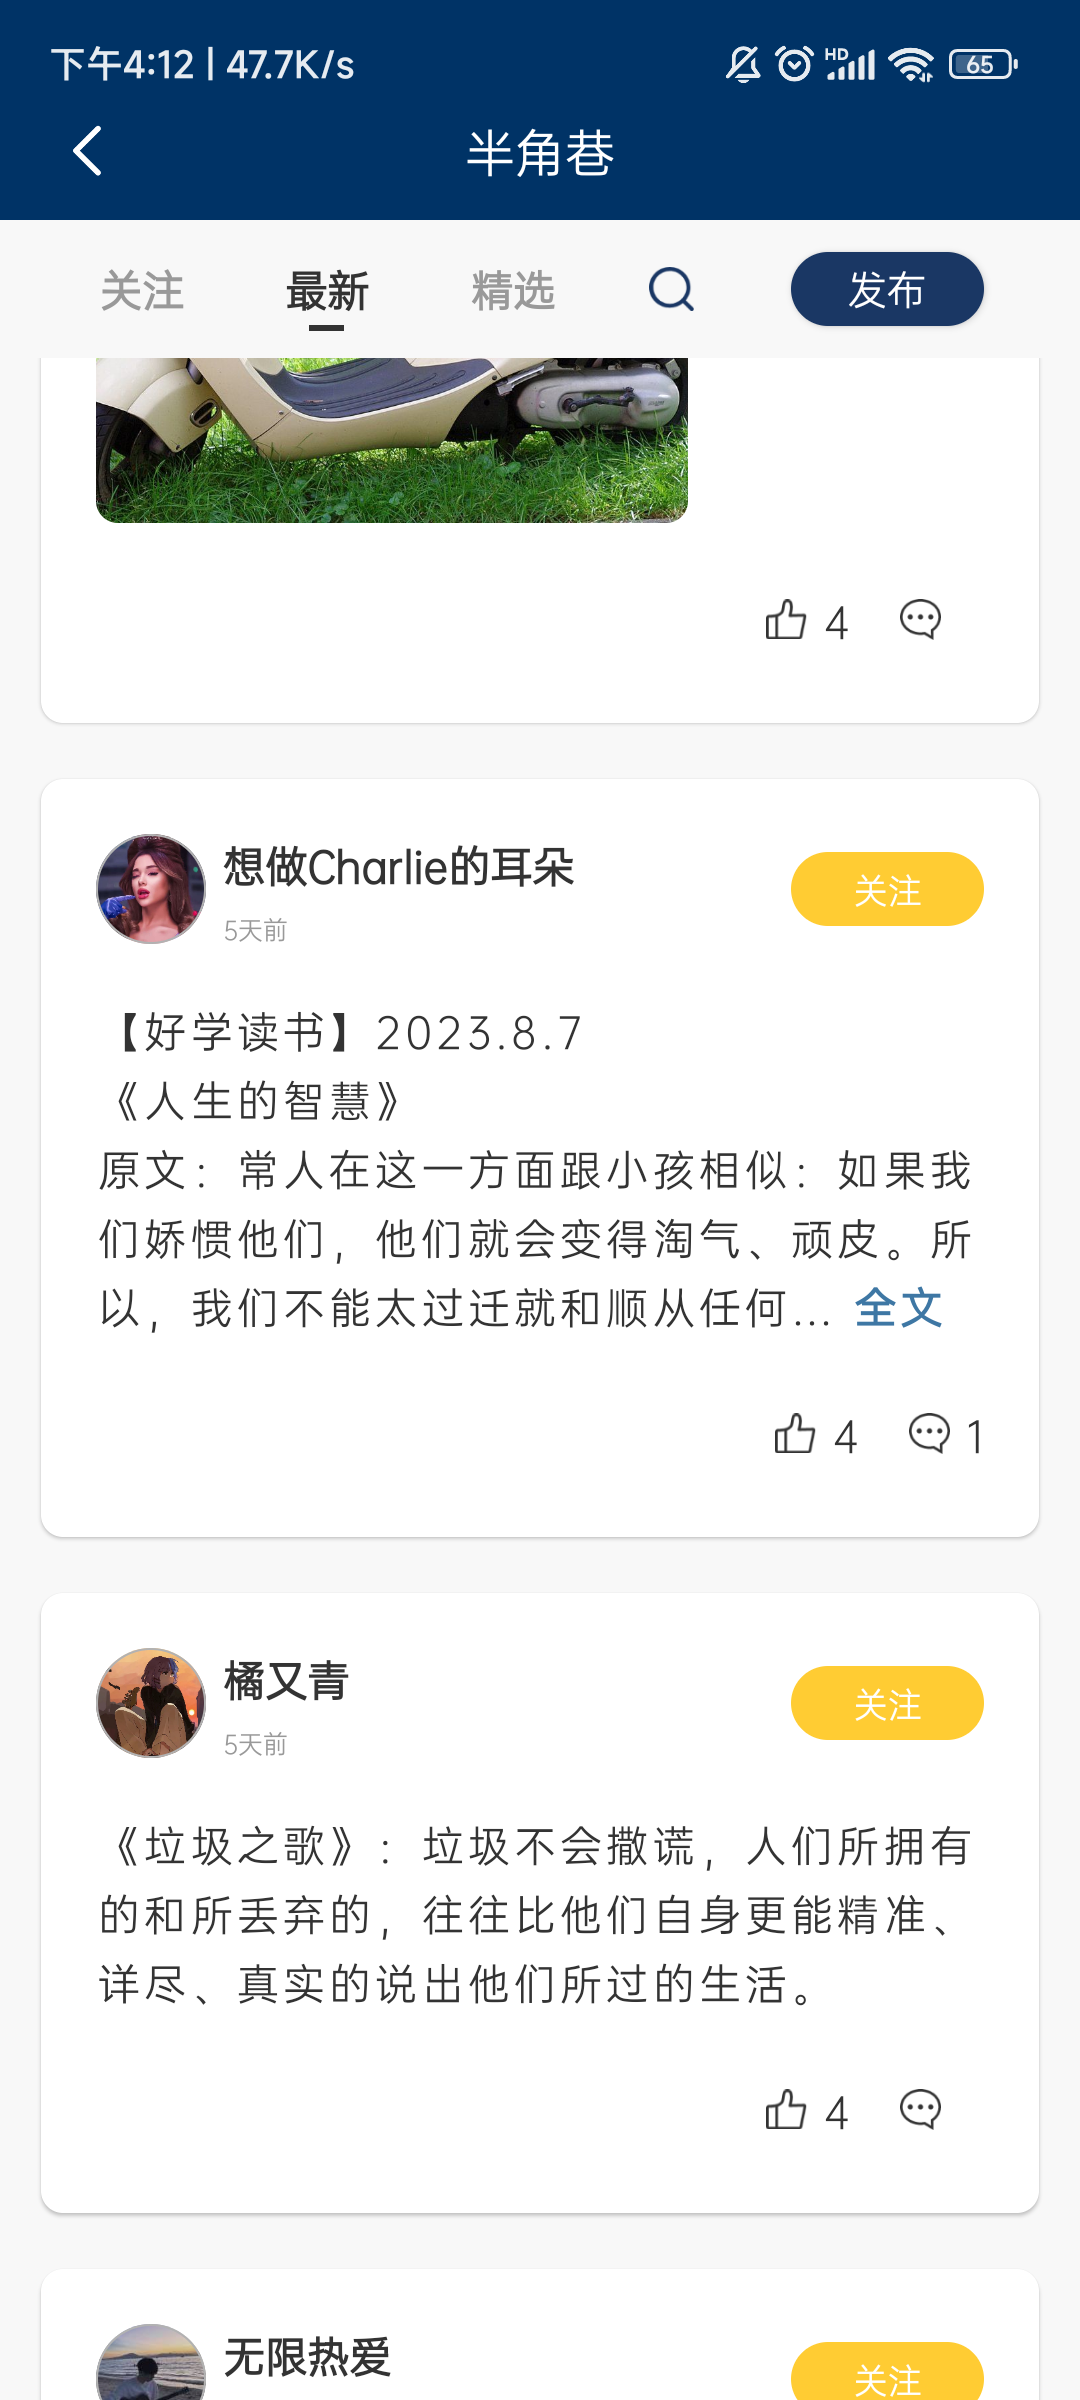 下午4:12 | 47.7K/s HD 65
半角巷
关注 最新 精选 发布
4
想做Charlie的耳朵
5天前
关注
【好学读书】2023.8.7
《人生的智慧》
原文：常人在这一方面跟小孩相似：如果我
们娇惯他们，他们就会变得淘气、顽皮。所
以，我们不能太过迁就和顺从任何... 全文
4 1
橘又青
5天前
关注
《垃圾之歌》：垃圾不会撒谎，人们所拥有
的和所丢弃的，往往比他们自身更能精准、
详尽、真实的说出他们所过的生活。
4
无限热爱
关注